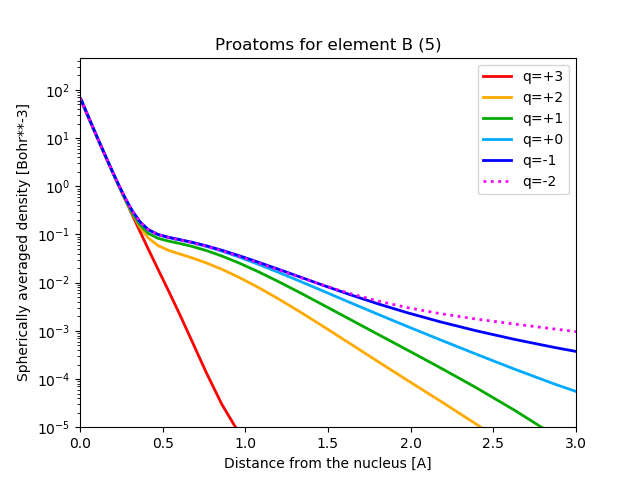 Proatoms for element B (5)
Spherically averaged density [Bohr**-3]
10²
10¹
10⁰
10⁻¹
10⁻²
10⁻³
10⁻⁴
10⁻⁵
q=+3
q=+2
q=+1
q=+0
q=-1
q=-2
0.0 0.5 1.0 1.5 2.0 2.5 3.0
Distance from the nucleus [A]